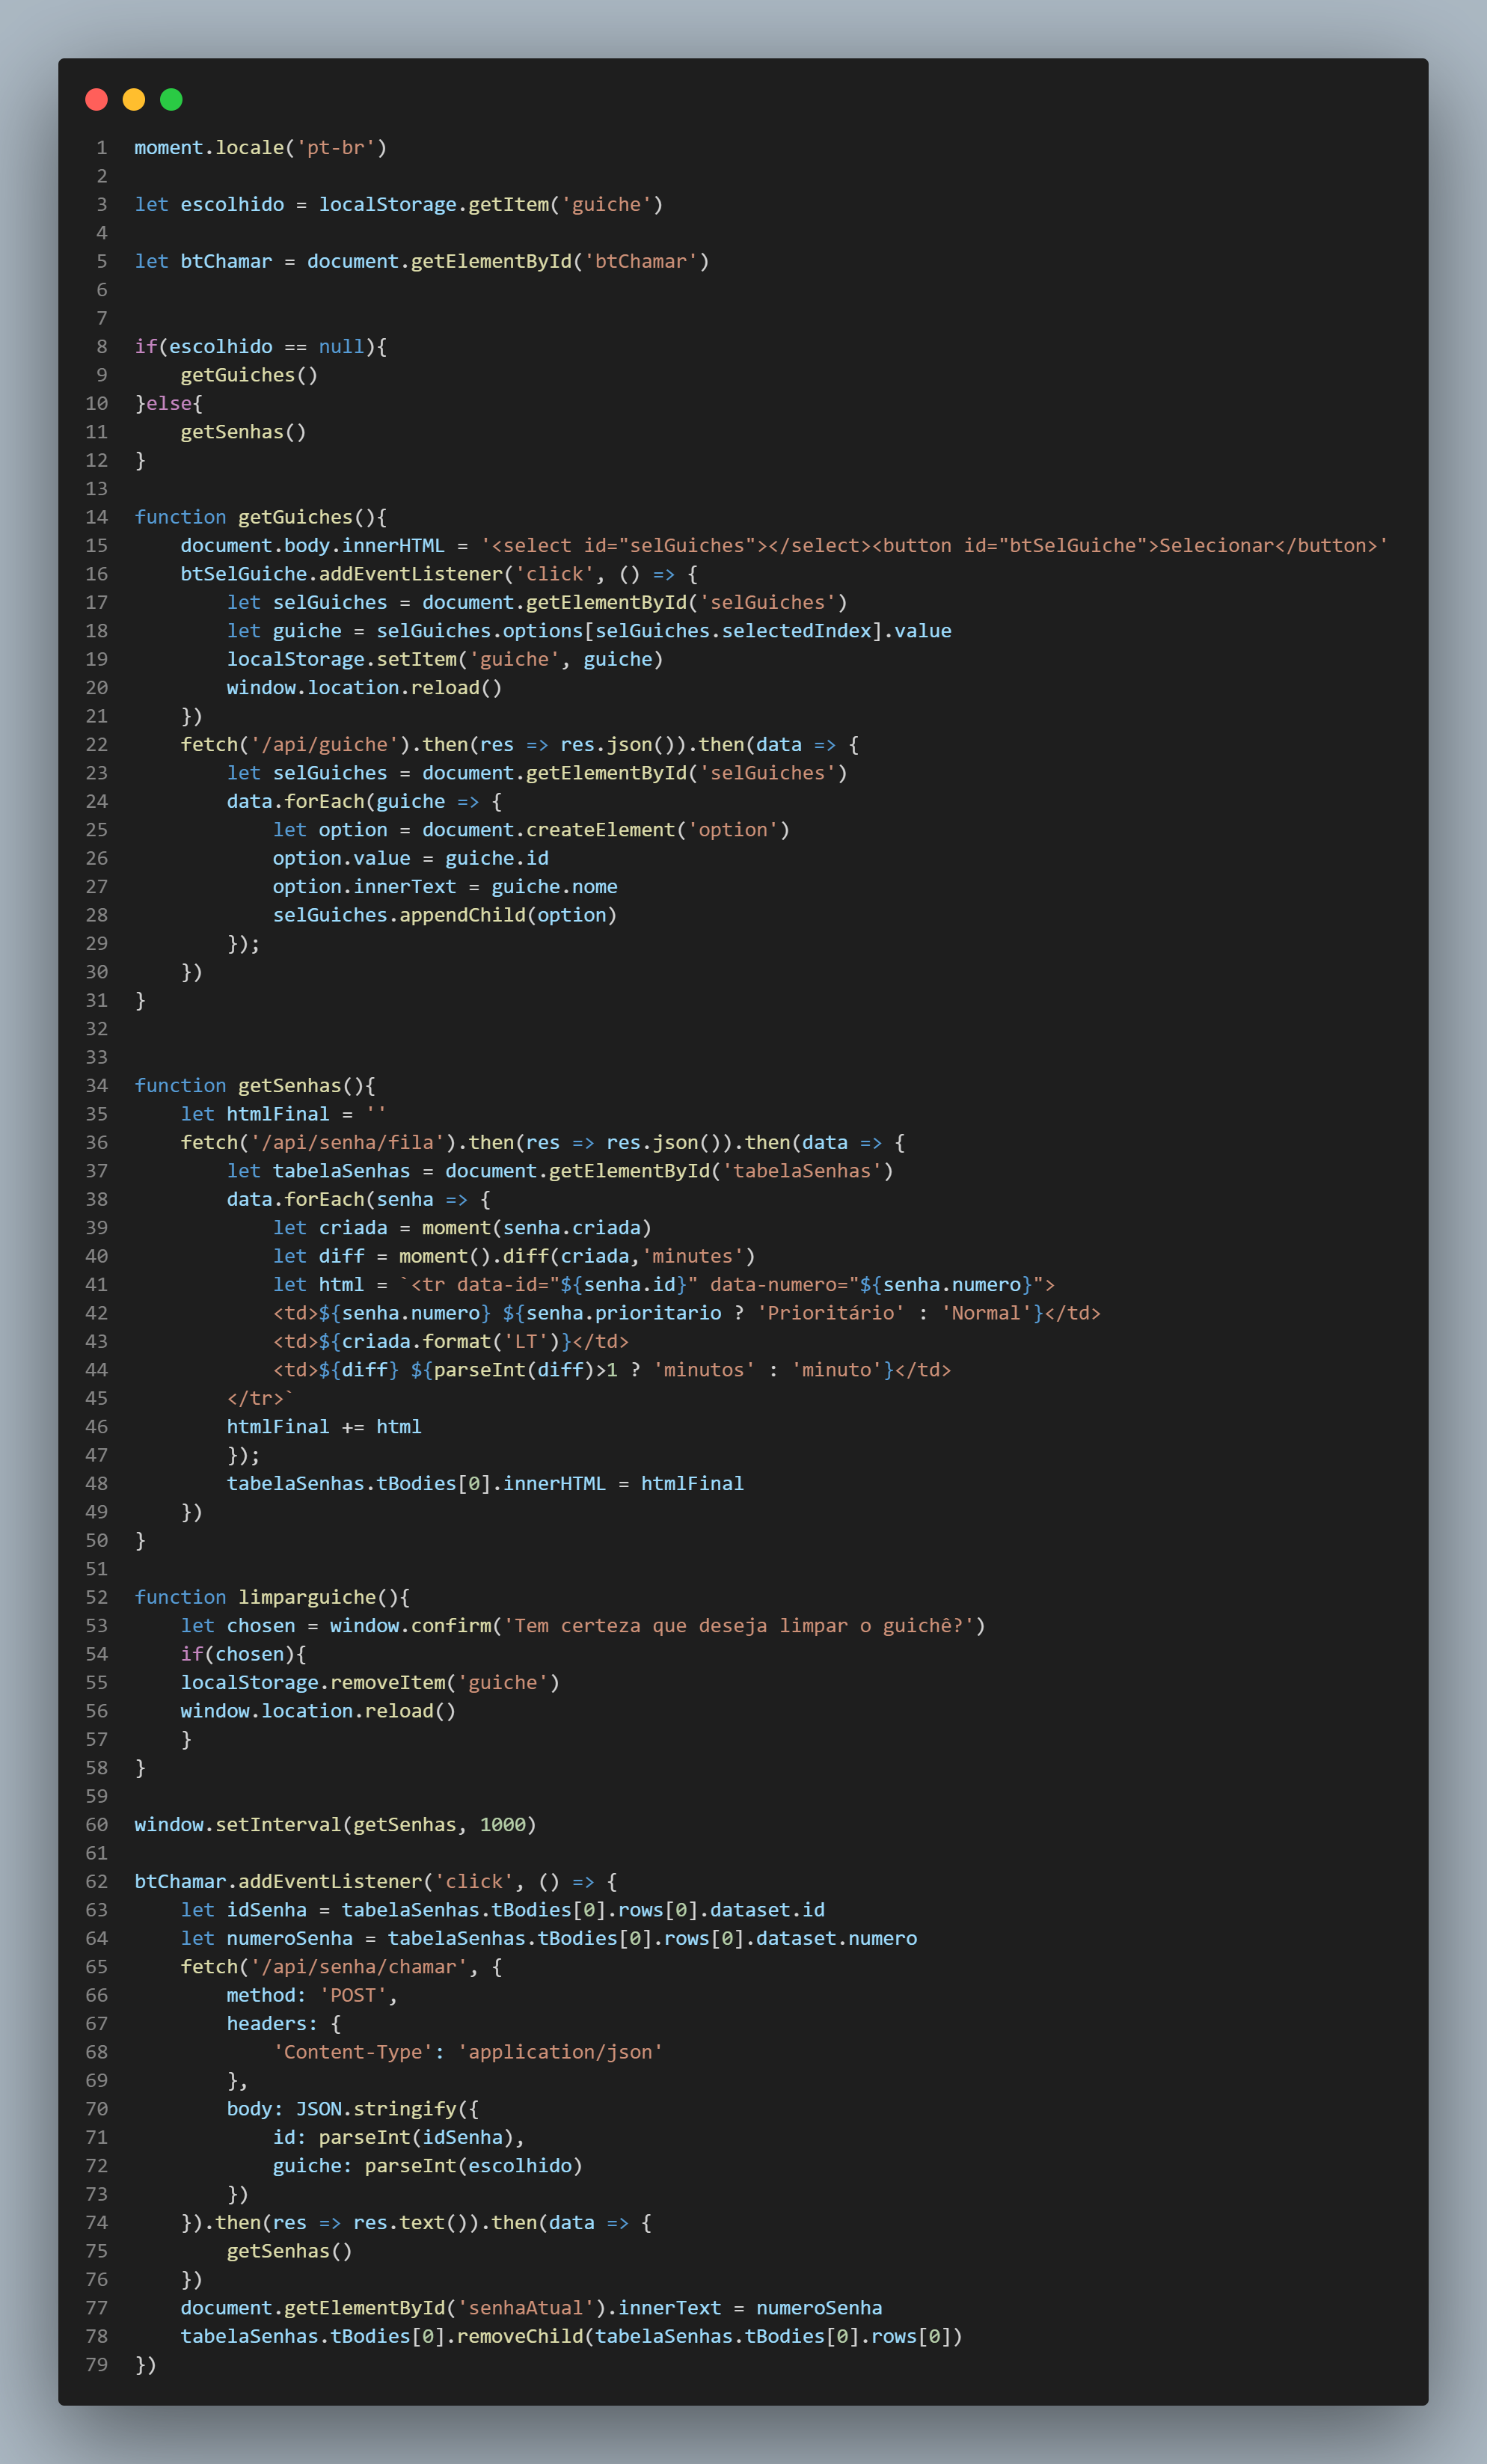 1 moment.locale('pt-br')
2
3 let escolhido = localStorage.getItem('guiche')
4
5 let btChamar = document.getElementById('btChamar')
6
7
8 if(escolhido == null){
9     getGuiches()
10 }else{
11     getSenhas()
12 }
13
14 function getGuiches(){
15     document.body.innerHTML = '<select id="selGuiches"></select><button id="btSelGuiche">Selecionar</button>'
16     btSelGuiche.addEventListener('click', () => {
17         let selGuiches = document.getElementById('selGuiches')
18         let guiche = selGuiches.options[selGuiches.selectedIndex].value
19         localStorage.setItem('guiche', guiche)
20         window.location.reload()
21     })
22     fetch('/api/guiche').then(res => res.json()).then(data => {
23         let selGuiches = document.getElementById('selGuiches')
24         data.forEach(guiche => {
25             let option = document.createElement('option')
26             option.value = guiche.id
27             option.innerText = guiche.nome
28             selGuiches.appendChild(option)
29         });
30     })
31 }
32
33
34 function getSenhas(){
35     let htmlFinal = ''
36     fetch('/api/senha/fila').then(res => res.json()).then(data => {
37         let tabelaSenhas = document.getElementById('tabelaSenhas')
38         data.forEach(senha => {
39             let criada = moment(senha.criada)
40             let diff = moment().diff(criada,'minutes')
41             let html = `<tr data-id="${senha.id}" data-numero="${senha.numero}">
42             <td>${senha.numero} ${senha.prioritario ? 'Prioritário' : 'Normal'}</td>
43             <td>${criada.format('LT')}</td>
44             <td>${diff} ${parseInt(diff)>1 ? 'minutos' : 'minuto'}</td>
45         </tr>`
46         htmlFinal += html
47         });
48         tabelaSenhas.tBodies[0].innerHTML = htmlFinal
49     })
50 }
51
52 function limparguiche(){
53     let chosen = window.confirm('Tem certeza que deseja limpar o guichê?')
54     if(chosen){
55     localStorage.removeItem('guiche')
56     window.location.reload()
57     }
58 }
59
60 window.setInterval(getSenhas, 1000)
61
62 btChamar.addEventListener('click', () => {
63     let idSenha = tabelaSenhas.tBodies[0].rows[0].dataset.id
64     let numeroSenha = tabelaSenhas.tBodies[0].rows[0].dataset.numero
65     fetch('/api/senha/chamar', {
66         method: 'POST',
67         headers: {
68             'Content-Type': 'application/json'
69         },
70         body: JSON.stringify({
71             id: parseInt(idSenha),
72             guiche: parseInt(escolhido)
73         })
74     }).then(res => res.text()).then(data => {
75         getSenhas()
76     })
77     document.getElementById('senhaAtual').innerText = numeroSenha
78     tabelaSenhas.tBodies[0].removeChild(tabelaSenhas.tBodies[0].rows[0])
79 })